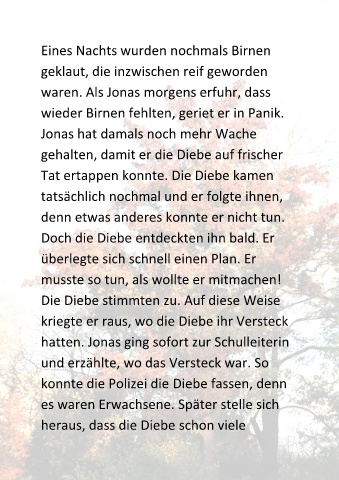 Eines Nachts wurden nochmals Birnen
geklaut, die inzwischen reif geworden
waren. Als Jonas morgens erfuhr, dass
wieder Birnen fehlten, geriet er in Panik.
Jonas hat damals noch mehr Wache
gehalten, damit er die Diebe auf frischer
Tat ertappen konnte. Die Diebe kamen
tatsächlich nochmal und er folgte ihnen,
denn etwas anderes konnte er nicht tun.
Doch die Diebe entdeckten ihn bald. Er
überlegte sich schnell einen Plan. Er
musste so tun, als wollte er mitmachen!
Die Diebe stimmten zu. Auf diese Weise
kriegte er raus, wo die Diebe ihr Versteck
hatten. Jonas ging sofort zur Schulleiterin
und erzählte, wo das Versteck war. So
konnte die Polizei die Diebe fassen, denn
es waren Erwachsene. Später stelle sich
heraus, dass die Diebe schon viele